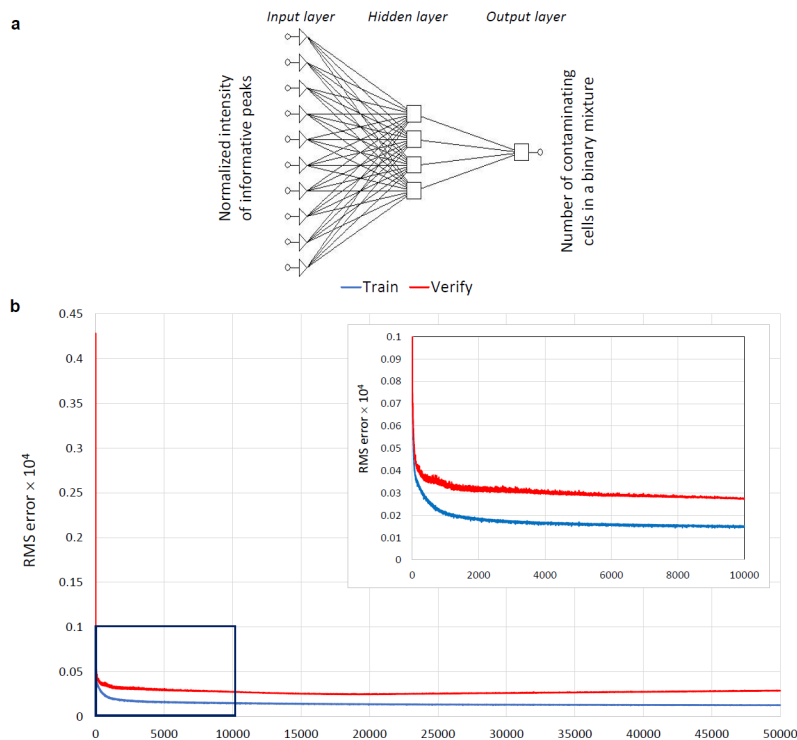 a
Input layer
Hidden layer
Output layer
Normalized intensity
of informative peaks
Number of contaminating
cells in a binary mixture
Train
Verify
b
0.45
0.4
0.35
0.3
0.25
0.2
0.15
0.1
0.05
0
RMS error × 10⁴
0.1
0.09
0.08
0.07
0.06
0.05
0.04
0.03
0.02
0.01
0
RMS error × 10⁴
0 2000 4000 6000 8000 10000
0 5000 10000 15000 20000 25000 30000 35000 40000 45000 50000